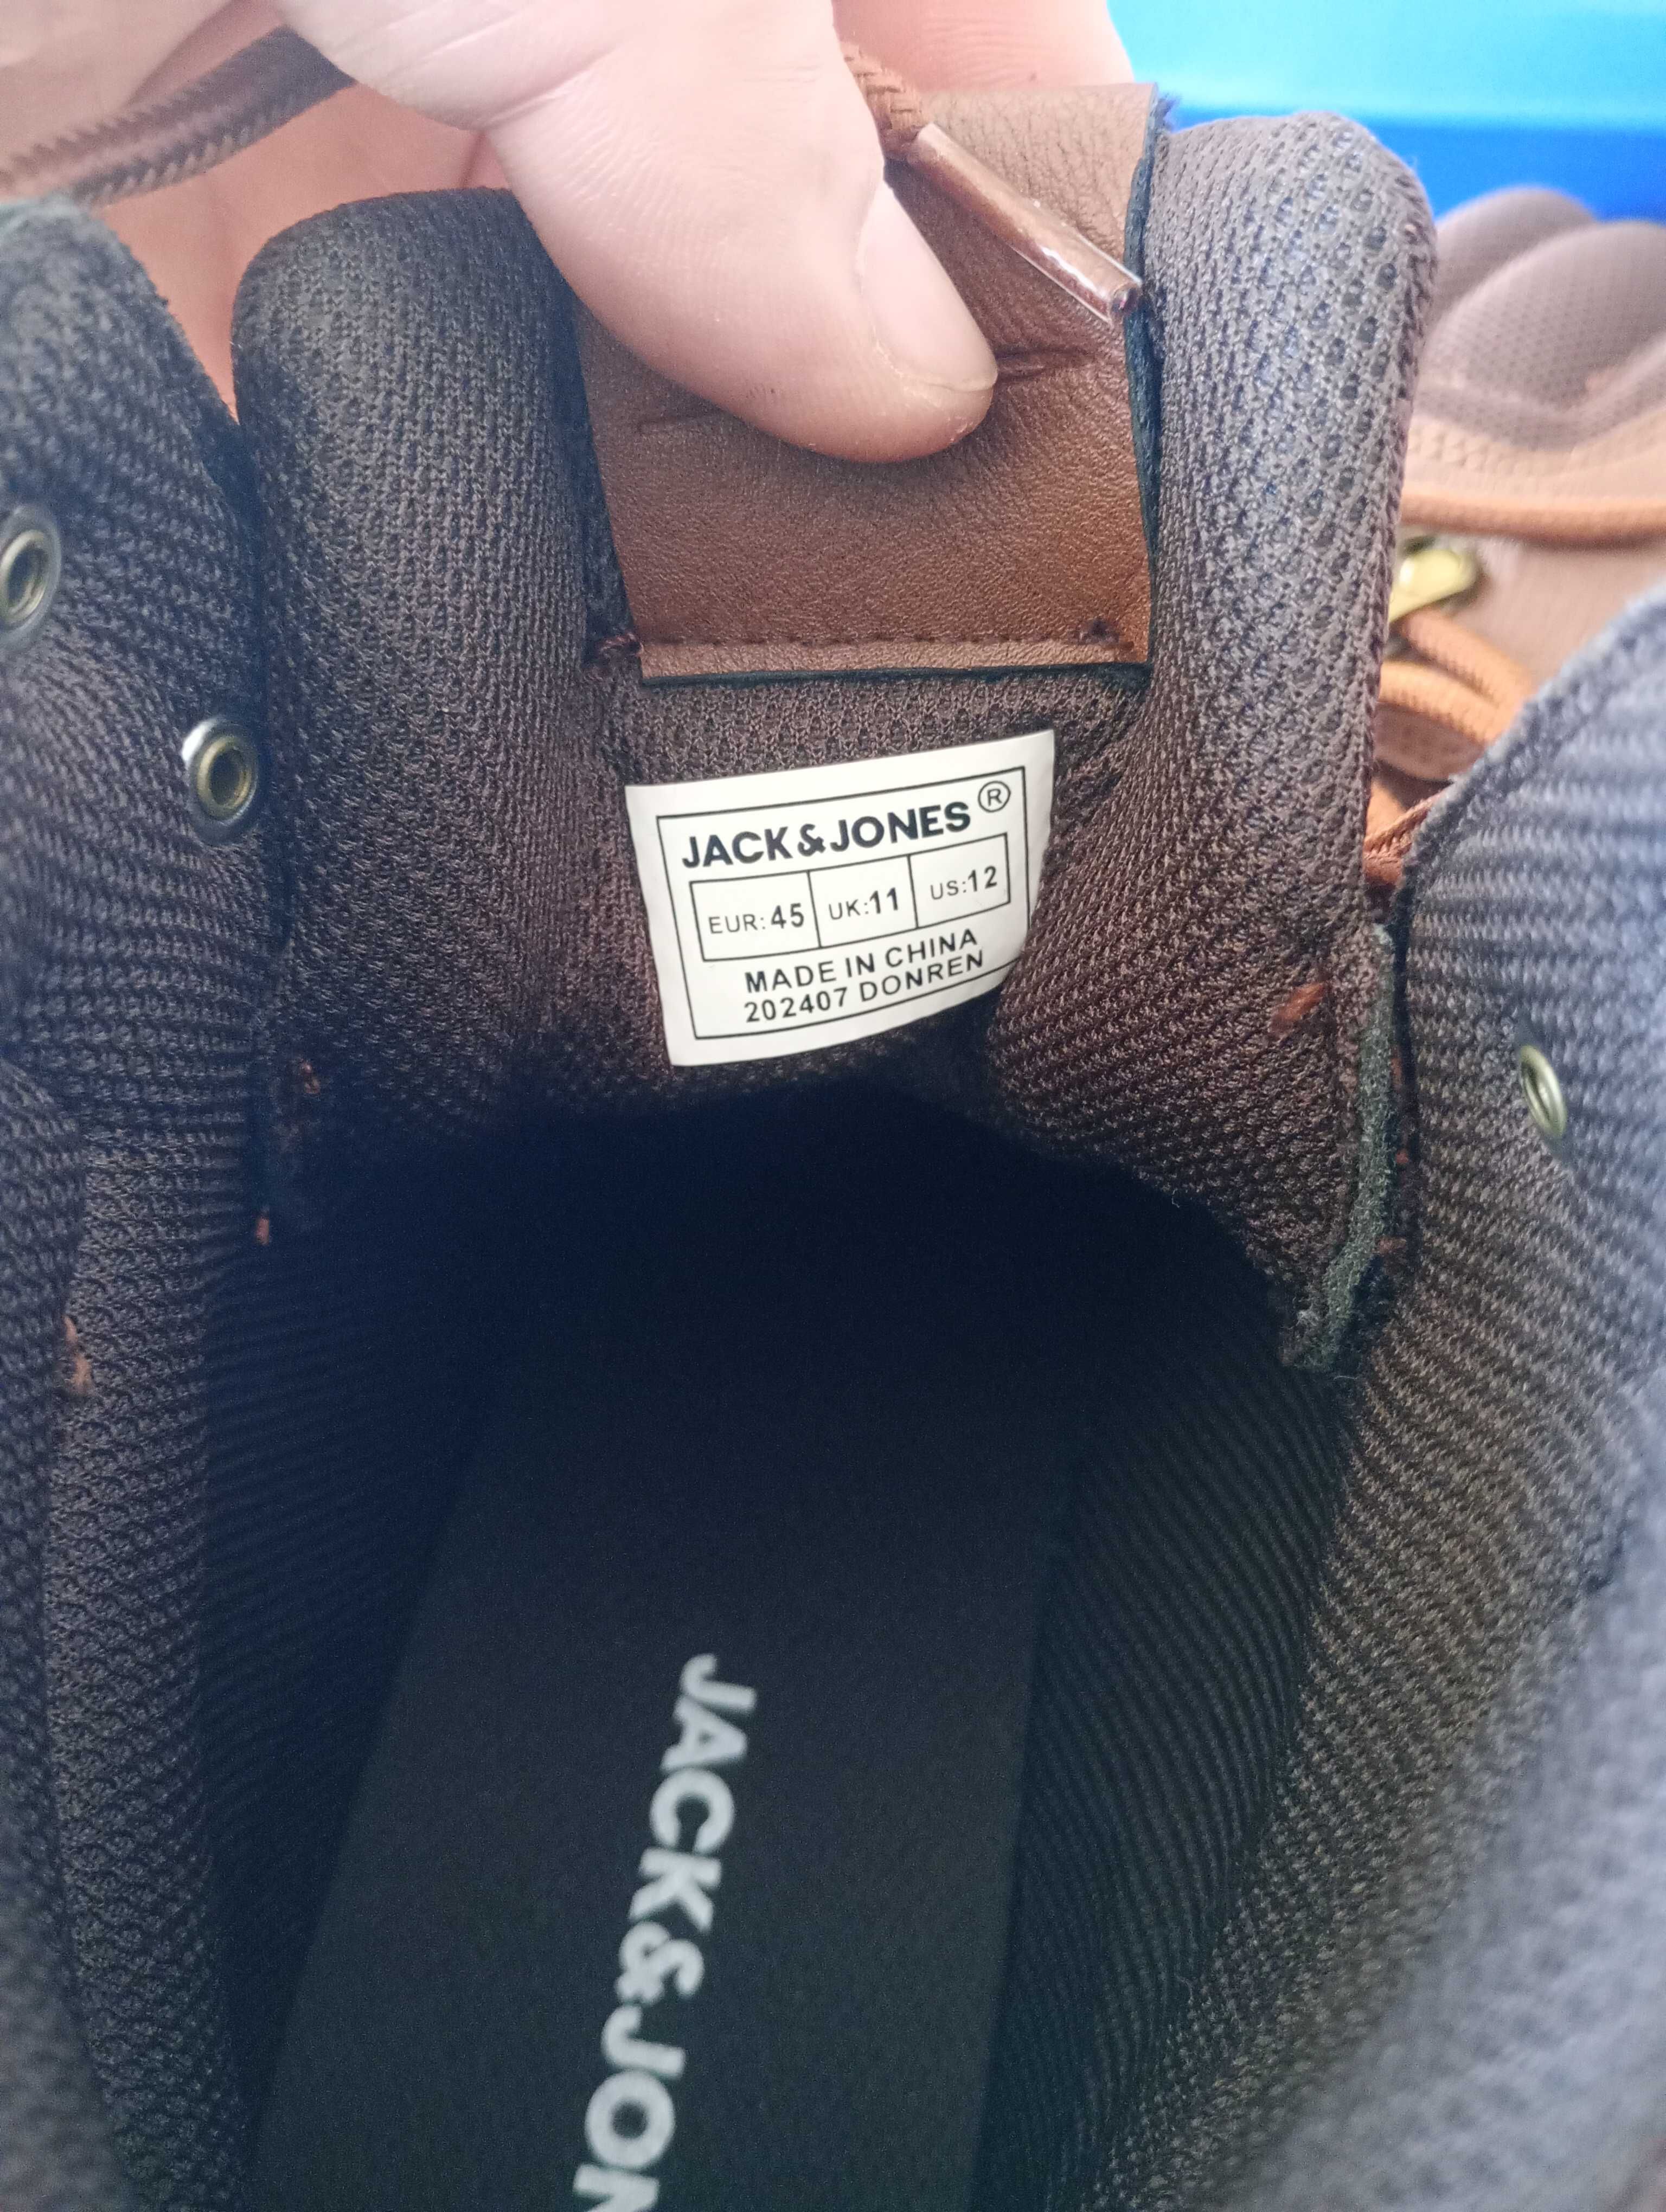 JACK&JONES®
EUR:45 UK:11 US:12
MADE IN CHINA
202407 DONREN
JACK&JON